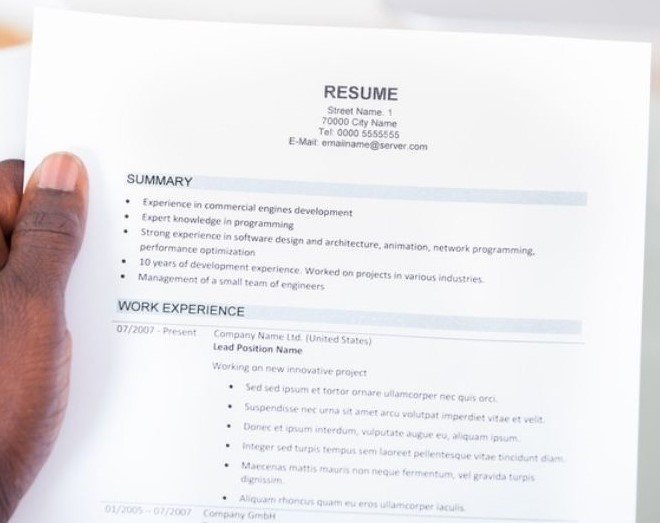 RESUME
Street Name. 1
70000 City Name
Tel: 0000 5555555
E-Mail: emailname@server.com
SUMMARY
• Experience in commercial engines development
• Expert knowledge in programming
• Strong experience in software design and architecture, animation, network programming,
performance optimization
• 10 years of development experience. Worked on projects in various industries.
• Management of a small team of engineers
WORK EXPERIENCE
07/2007 - Present Company Name Ltd. (United States)
Lead Position Name
Working on new innovative project
• Sed sed ipsum et tortor ornare ullamcorper nec quis orci.
• Suspendisse nec urna sit amet arcu volutpat imperdiet vitae et velit.
• Donec et ipsum interdum, vulputate augue eu, aliquam ipsum.
• Integer sed turpis tempus sem laoreet pellentesque vitae tincidunt diam.
• Maecenas mattis mauris non neque fermentum, vel gravida turpis
dignissim.
• Aliquam rhoncus quam eu eros ullamcorper iaculis.
01/2005 - 07/2007 Company GmbH